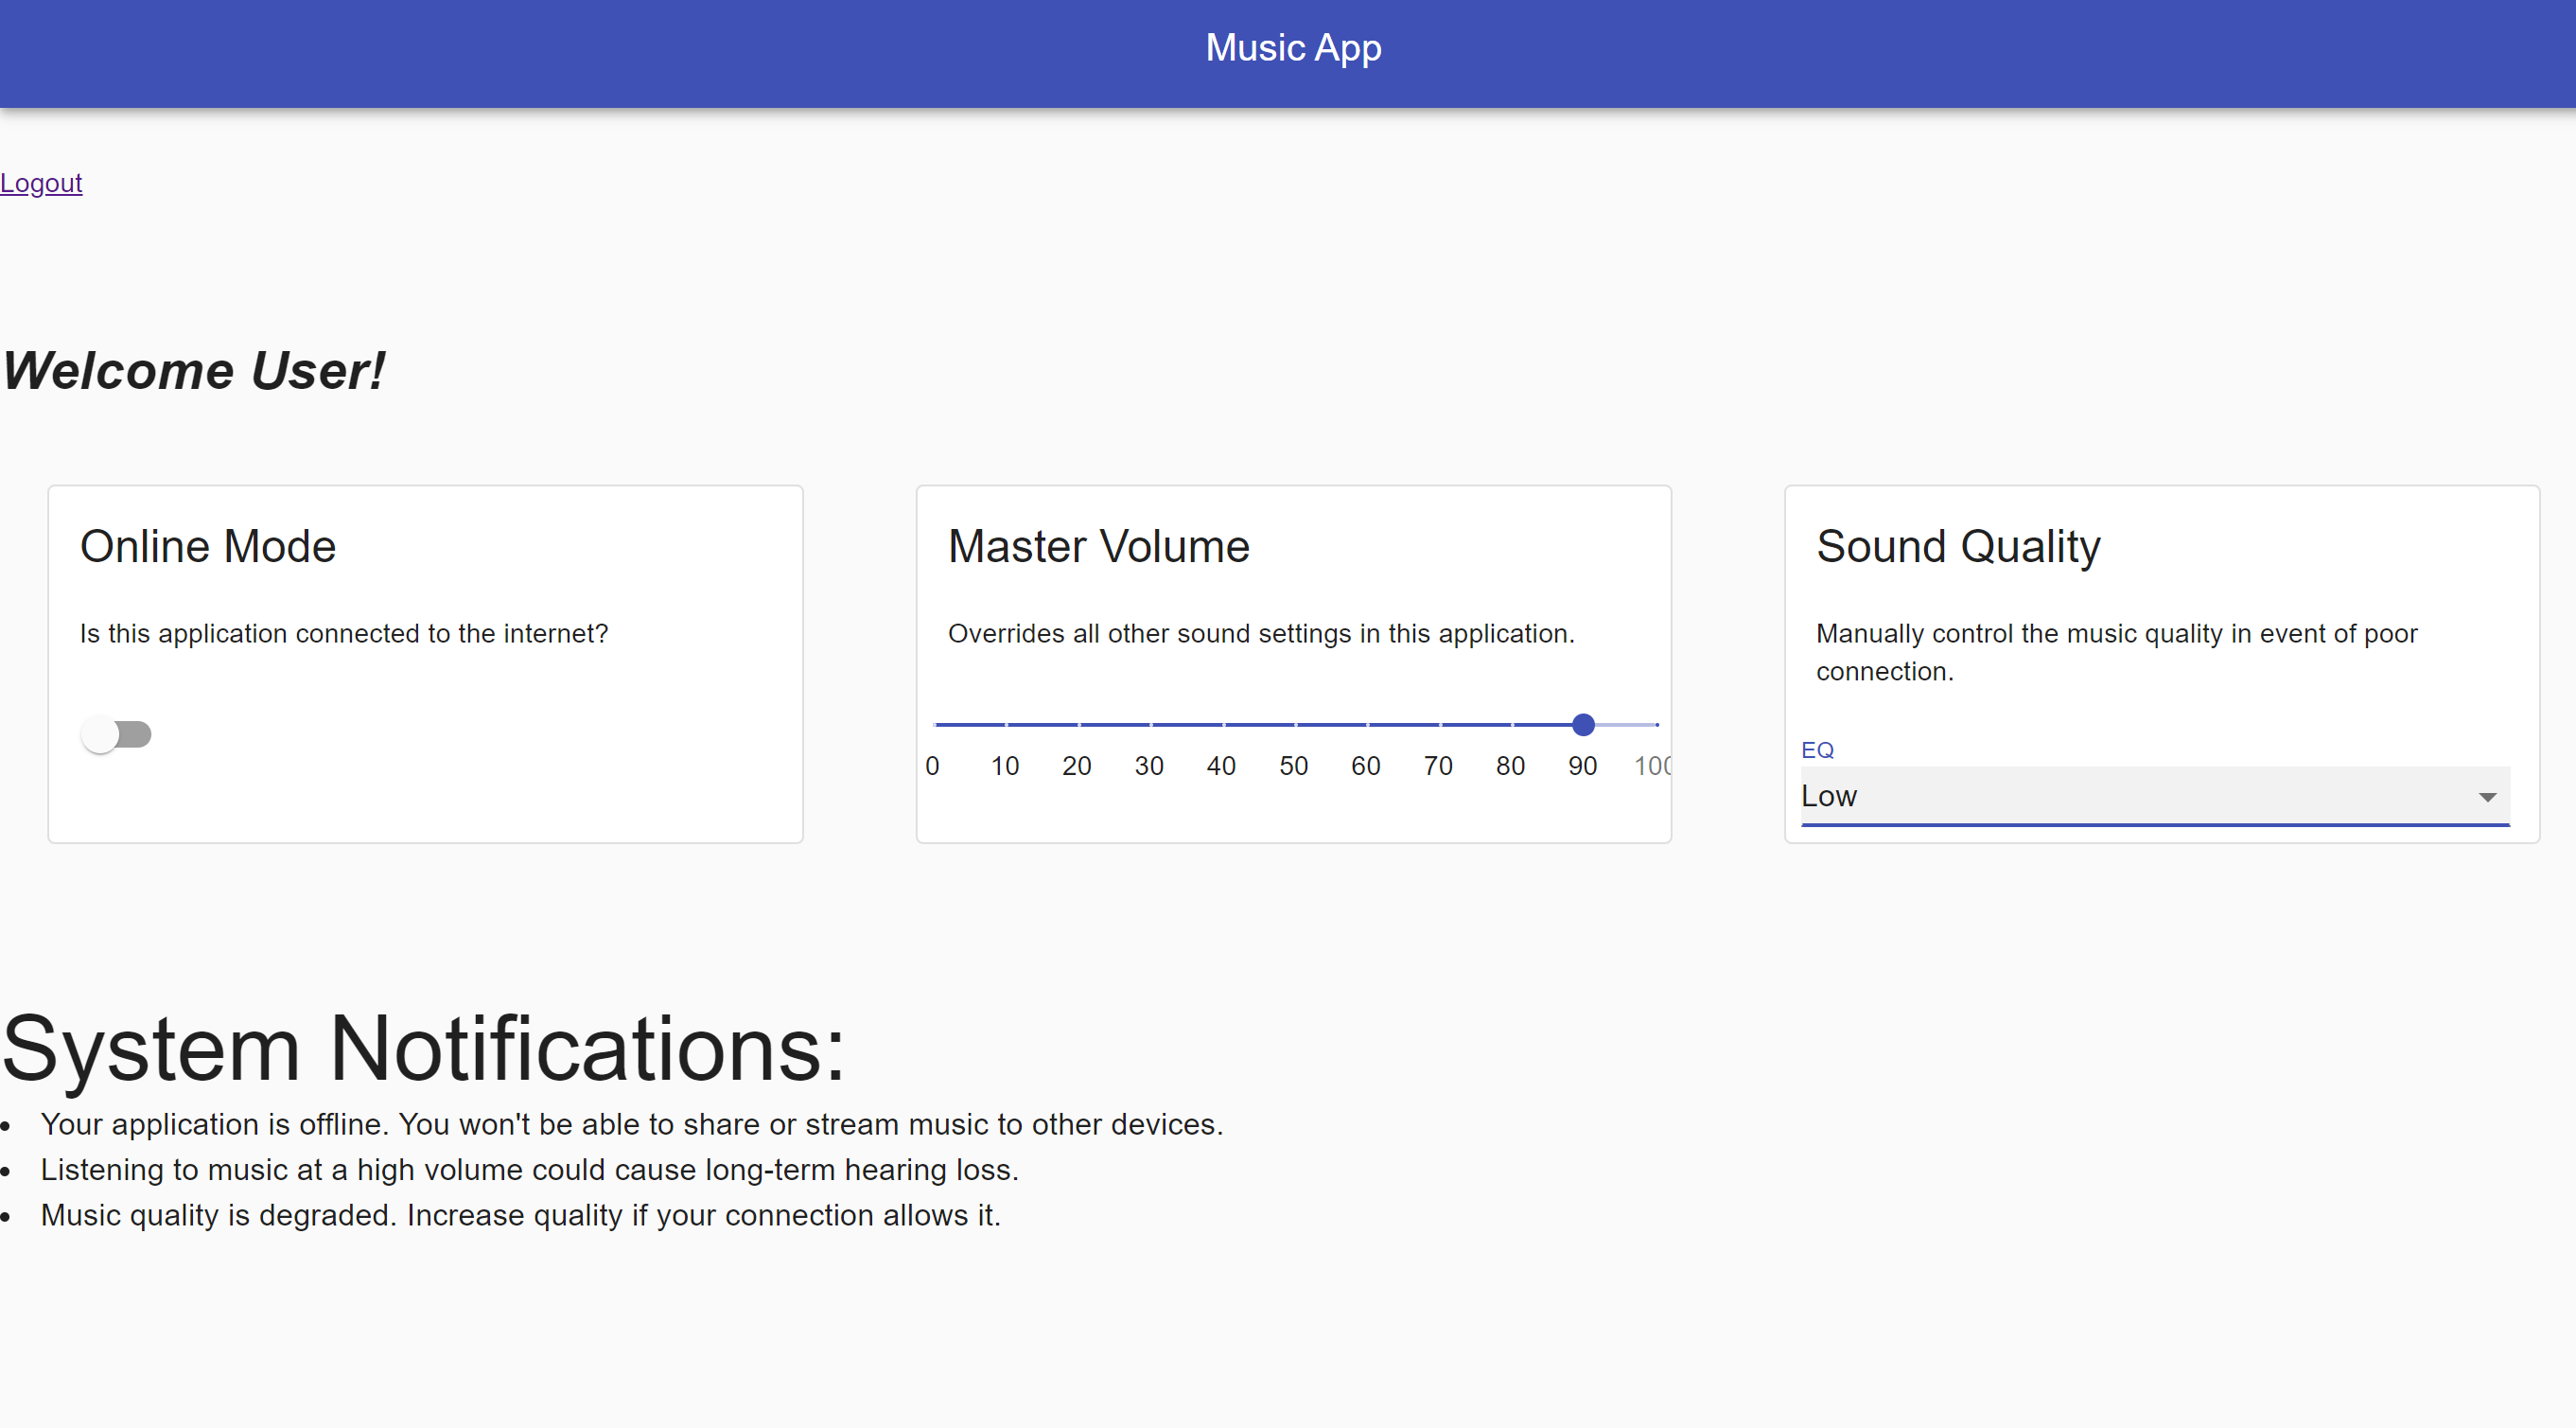 Music App
Logout
Welcome User!
Online Mode
Is this application connected to the internet?
Master Volume
Overrides all other sound settings in this application.
0 10 20 30 40 50 60 70 80 90 100
Sound Quality
Manually control the music quality in event of poor
connection.
EQ
Low
System Notifications:
• Your application is offline. You won't be able to share or stream music to other devices.
• Listening to music at a high volume could cause long-term hearing loss.
• Music quality is degraded. Increase quality if your connection allows it.